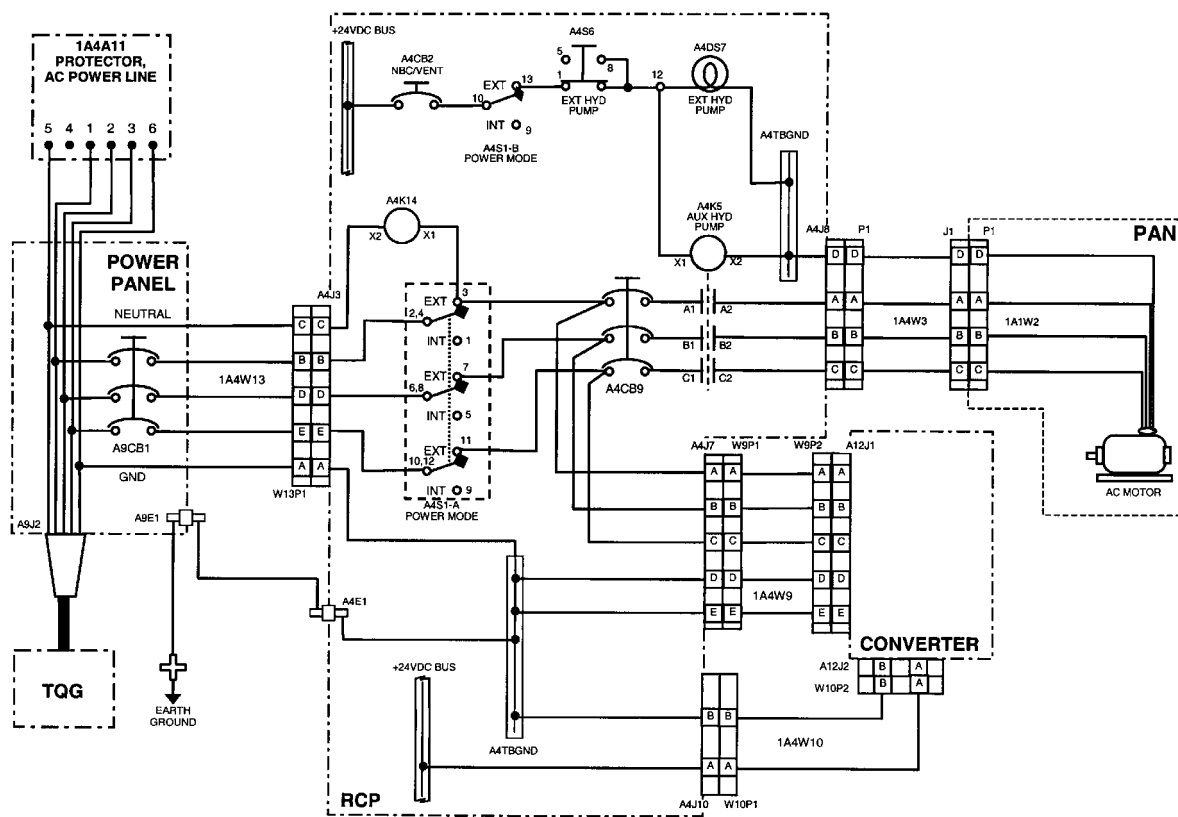 1A4A11
PROTECTOR,
AC POWER LINE
5 4 1 2 3 6
+24VDC BUS
A4CB2
NBC/VENT
EXT 13
10
INT 9
A4S1-B
POWER MODE
A4S6
5
8
1
EXT HYD
PUMP
12
A4DS7
EXT HYD
PUMP
A4TBGND
A4K14
X2 X1
A4K5
AUX HYD
PUMP
X1 X2
A4J8 P1
J1 P1
PAN
D D
D D
A A
A A
B B
B B
C C
C C
1A4W3
1A1W2
AC MOTOR
POWER
PANEL
A4J3
NEUTRAL
C C
B B
1A4W13
D D
E E
A A
A9CB1
GND
W13P1
A9J2
A9E1
EXT 3
2,4
INT 1
EXT 7
6,8
INT 5
EXT 11
10,12
INT 9
A4S1-A
POWER MODE
A4CB9
A1 A2
B1 B2
C1 C2
A4J7 W9P1
W9P2 A12J1
A A
A A
B B
B B
C C
C C
D D
D D
E E
E E
1A4W9
CONVERTER
A12J2 B A
W10P2 B A
A4E1
TQG
EARTH
GROUND
+24VDC BUS
A4TBGND
B B
1A4W10
A A
A4J10 W10P1
RCP